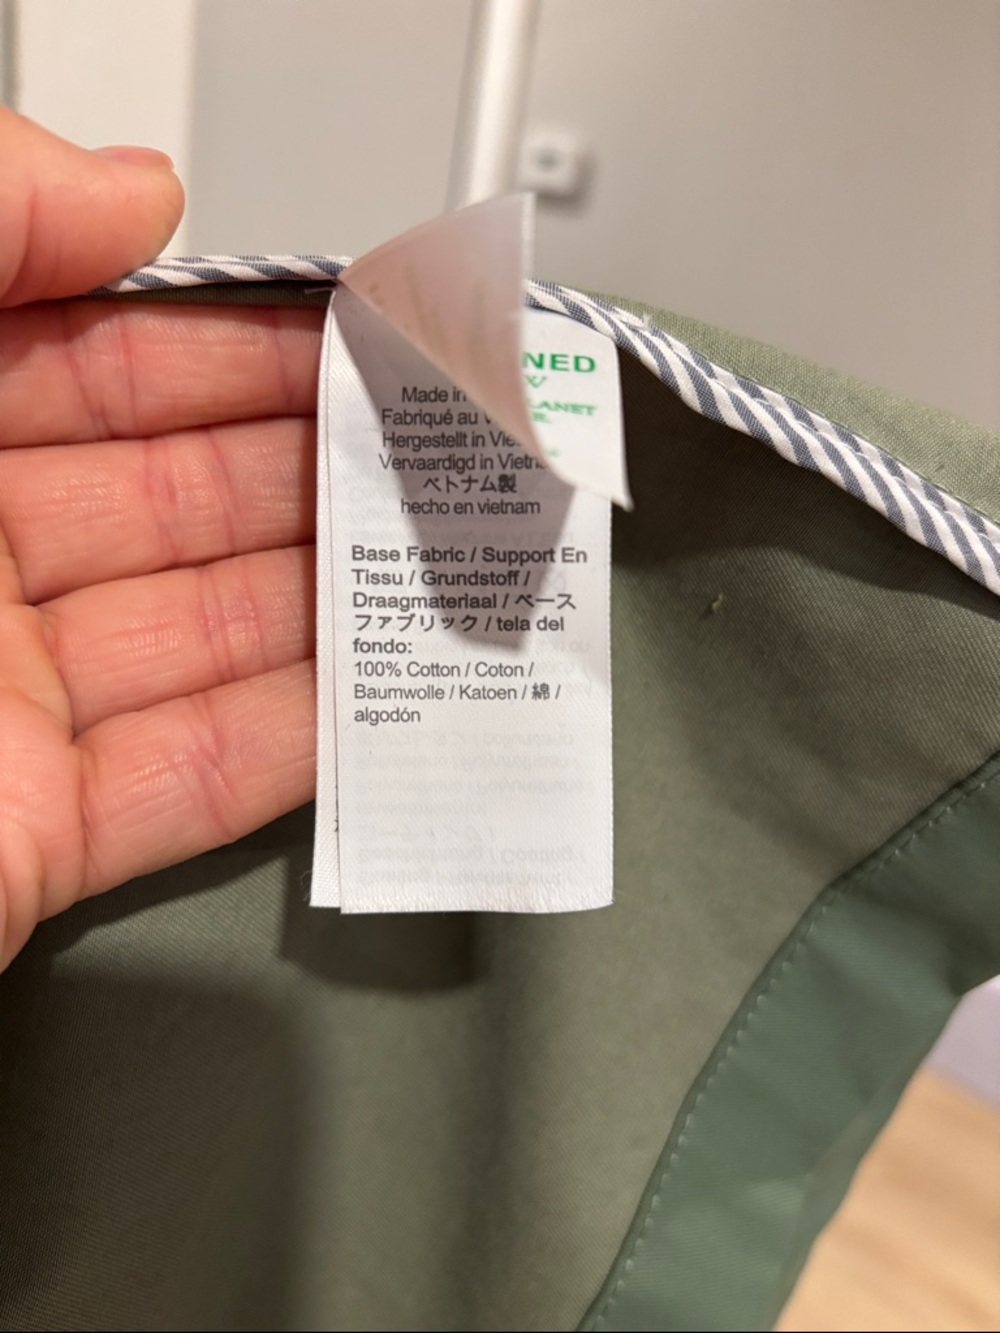 NED
LANET
Made in
Fabriqué au
Hergestellt in
Vervaardigd in
ベトナム製
hecho en vietnam
Base Fabric / Support En
Tissu / Grundstoff /
Draagmateriaal / ベース
ファブリック / tela del
fondo:
100% Cotton / Coton /
Baumwolle / Katoen / 綿 /
algodón